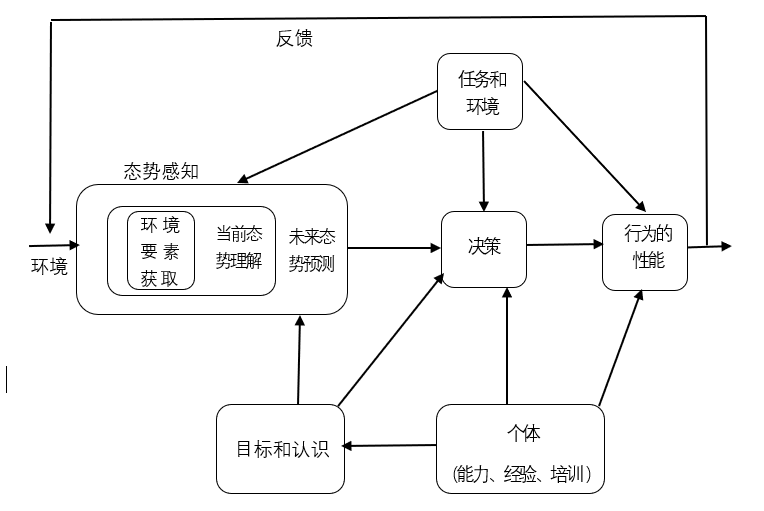 反馈
任务和
环境
态势感知
环境
要素
获取
当前态
势理解
未来态
势预测
决策
行为的
性能
环境
目标和认识
个体
（能力、经验、培训）